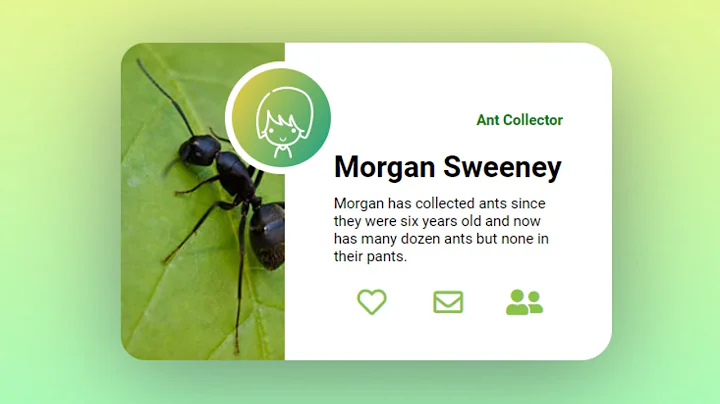 Ant Collector
Morgan Sweeney
Morgan has collected ants since
they were six years old and now
has many dozen ants but none in
their pants.